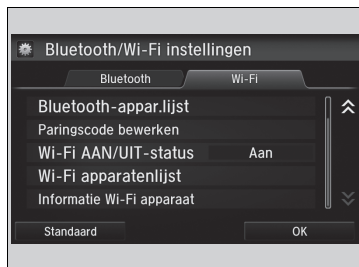 Bluetooth/Wi-Fi instellingen
Bluetooth Wi-Fi
Bluetooth-appar.lijst
Paringscode bewerken
Wi-Fi AAN/UIT-status Aan
Wi-Fi apparatenlijst
Informatie Wi-Fi apparaat
Standaard OK